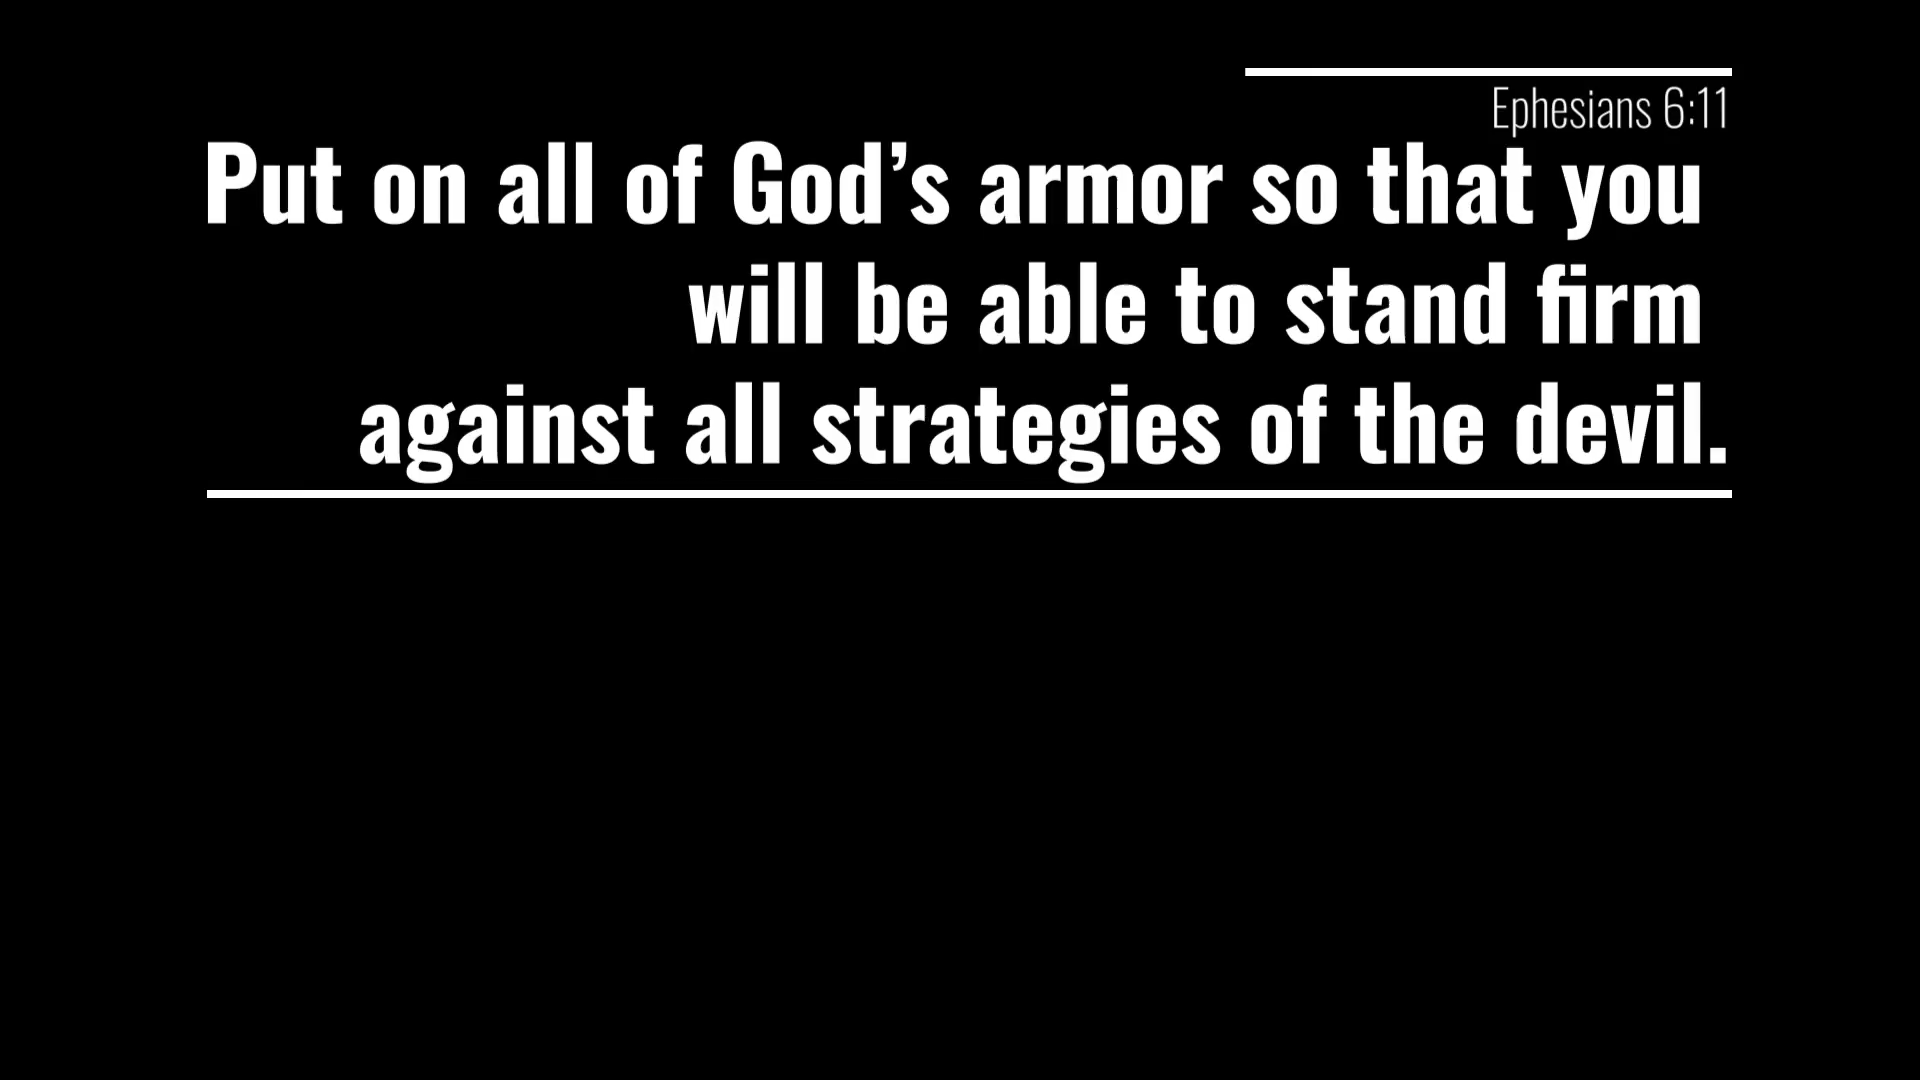 Ephesians 6:11
Put on all of God’s armor so that you
will be able to stand firm
against all strategies of the devil.